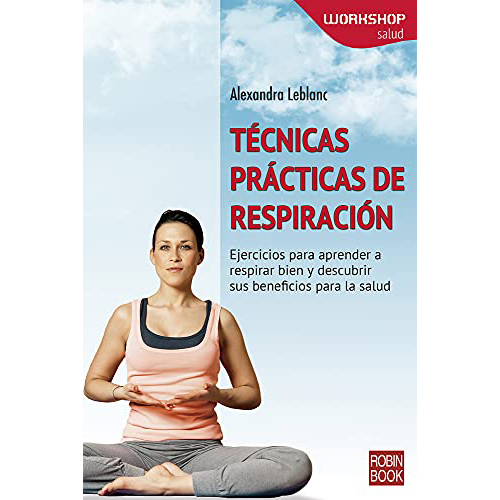 WORKSHOP
salud
Alexandra Leblanc
TÉCNICAS
PRÁCTICAS DE
RESPIRACIÓN
Ejercicios para aprender a
respirar bien y descubrir
sus beneficios para la salud
ROBIN
BOOK